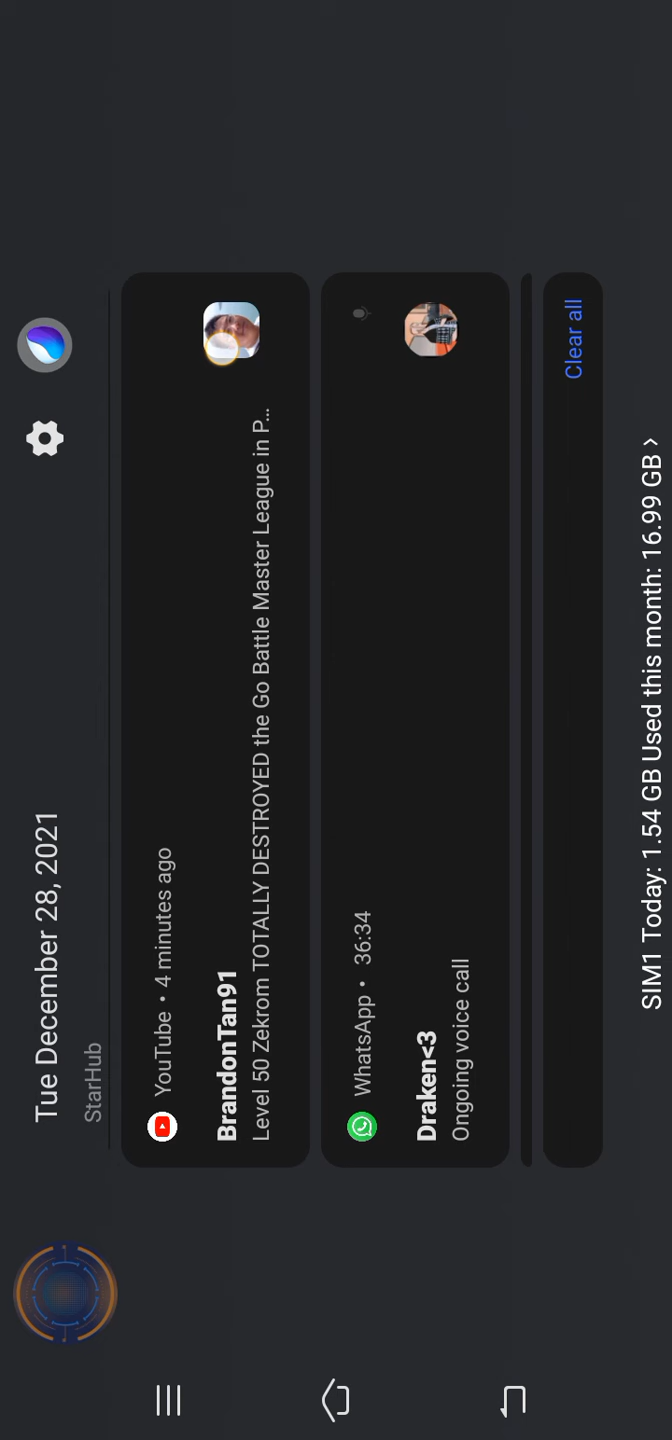 Tue December 28, 2021
StarHub
YouTube • 4 minutes ago
BrandonTan91
Level 50 Zekrom TOTALLY DESTROYED the Go Battle Master League in P...
WhatsApp • 36:34
Draken<3
Ongoing voice call
Clear all
SIM1 Today: 1.54 GB Used this month: 16.99 GB >